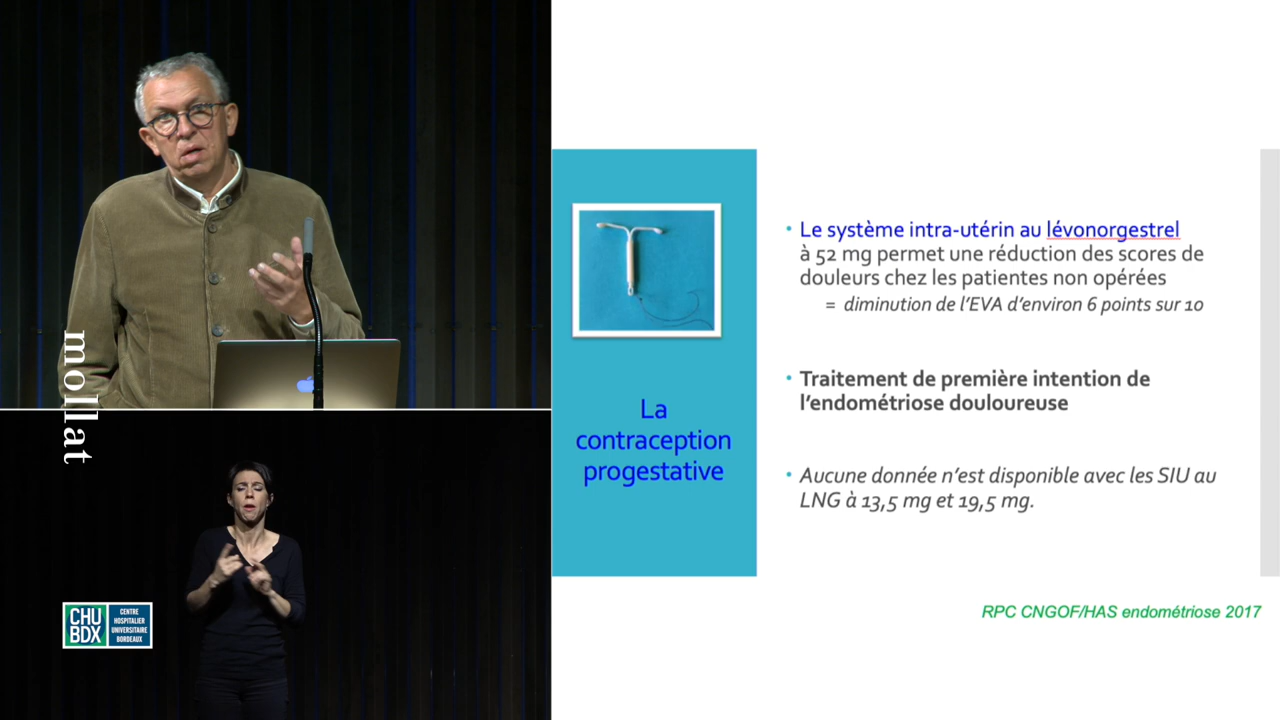 mollat
CHU
BDX
CENTRE
HOSPITALIER
UNIVERSITAIRE
BORDEAUX
La
contraception
progestative
• Le système intra-utérin au lévonorgestrel
à 52 mg permet une réduction des scores de
douleurs chez les patientes non opérées
= diminution de l'EVA d'environ 6 points sur 10
• Traitement de première intention de
l'endométriose douloureuse
• Aucune donnée n'est disponible avec les SIU au
LNG à 13,5 mg et 19,5 mg.
RPC CNGOF/HAS endométriose 2017